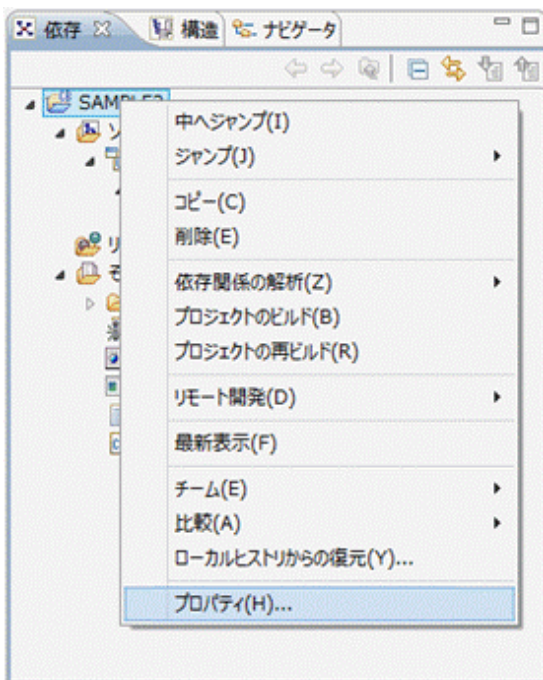 依存
構造
ナビゲータ
中へジャンプ(I)
ジャンプ(J)
コピー(C)
削除(E)
依存関係の解析(Z)
プロジェクトのビルド(B)
プロジェクトの再ビルド(R)
リモート開発(D)
最新表示(F)
チーム(E)
比較(A)
ローカルヒストリからの復元(Y)...
プロパティ(H)...